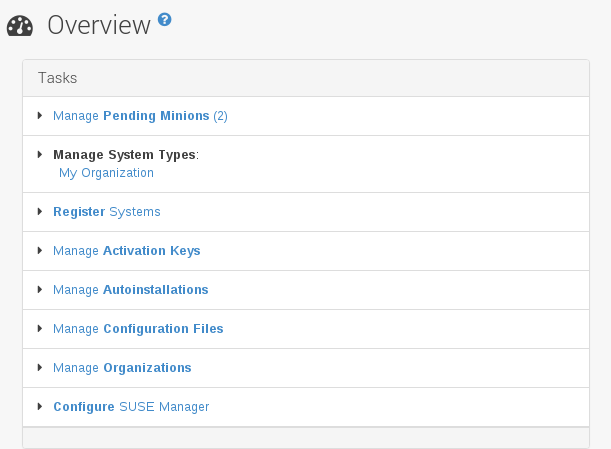 Overview ?
Tasks
Manage Pending Minions (2)
Manage System Types:
My Organization
Register Systems
Manage Activation Keys
Manage Autoinstallations
Manage Configuration Files
Manage Organizations
Configure SUSE Manager